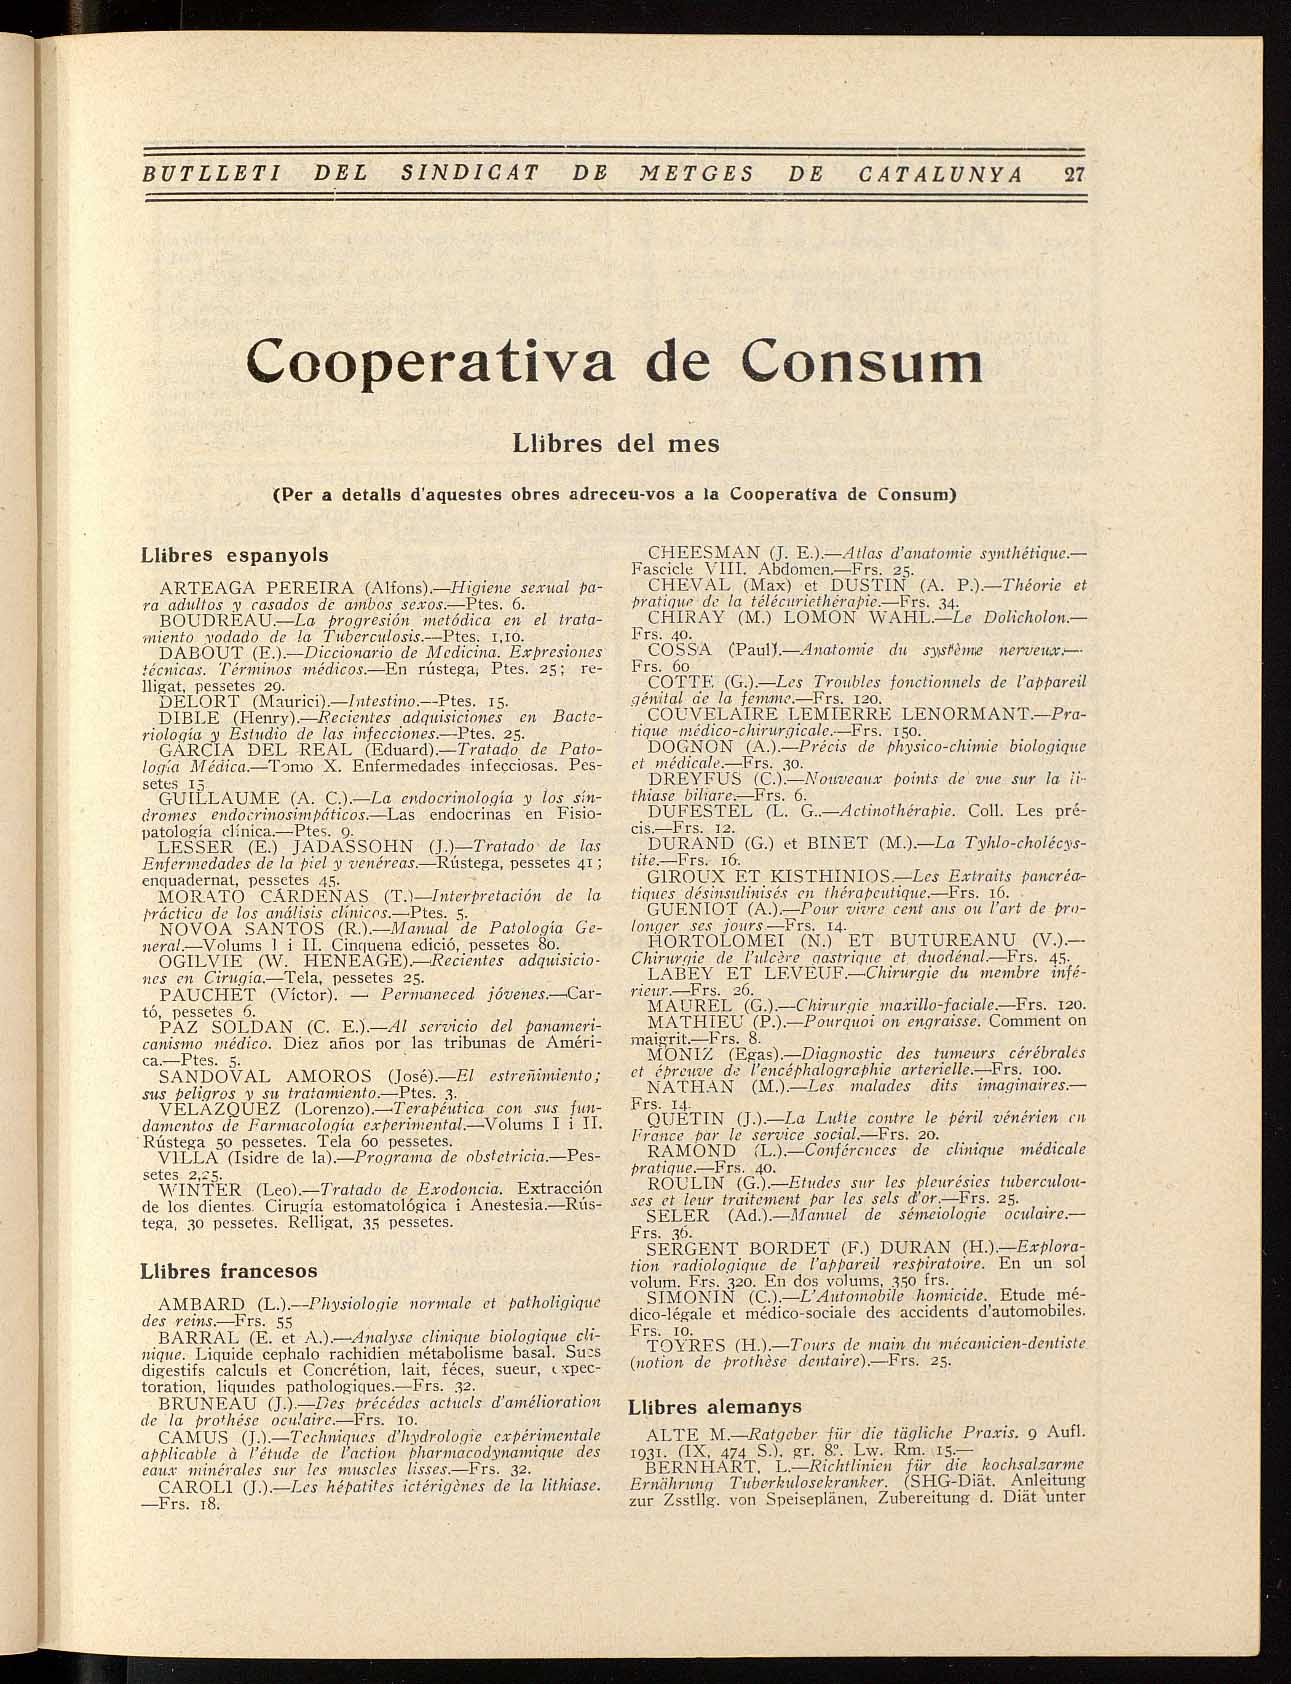 BUTLLETI DEL SINDICAT DE METGES DE CATALUNYA 27
Cooperativa de Consum
Llibres del mes
(Per a detalls d'aquestes obres adreceu-vos a la Cooperativa de Consum)
Llibres espanyols
ARTEAGA PEREIRA (Alfons).—Higiene sexual pa-
ra adultos y casados de ambos sexos.—Ptes. 6.
BOUDREAU.—La progresión metódica en el trata-
miento yodado de la Tuberculosis.—Ptes. 1,10.
DABOUT (E.).—Diccionario de Medicina. Expresiones
técnicas. Términos médicos.—En rústega, Ptes. 25; re-
lligat, pessetes 29.
DELORT (Maurici).—Intestino.—Ptes. 15.
DIBLE (Henry).—Recientes adquisiciones en Bacte-
riología y Estudio de las infecciones.—Ptes. 25.
GARCIA DEL REAL (Eduard).—Tratado de Pato-
logía Médica.—Tomo X. Enfermedades infecciosas. Pes-
setes 15
GUILLAUME (A. C.).—La endocrinología y los sín-
dromes endocrinosimpáticos.—Las endocrinas en Fisio-
patología clínica.—Ptes. 9.
LESSER (E.) JADASSOHN (J.)—Tratado de las
Enfermedades de la piel y venéreas.—Rústega, pessetes 41;
enquadernat, pessetes 45.
MORATO CARDENAS (T.)—Interpretación de la
práctica de los análisis clínicos.—Ptes. 5.
NOVOA SANTOS (R.).—Manual de Patología Ge-
neral.—Volums I i II. Cinquena edició, pessetes 80.
OGILVIE (W. HENEAGE).—Recientes adquisicio-
nes en Cirugía.—Tela, pessetes 25.
PAUCHET (Víctor). — Permaneced jóvenes.—Car-
tó, pessetes 6.
PAZ SOLDAN (C. E.).—Al servicio del panameri-
canismo médico. Diez años por las tribunas de Améri-
ca.—Ptes. 5.
SANDOVAL AMOROS (José).—El estreñimiento;
sus peligros y su tratamiento.—Ptes. 3.
VELAZQUEZ (Lorenzo).—Terapéutica con sus fun-
damentos de Farmacología experimental.—Volums I i II.
Rústega 50 pessetes. Tela 60 pessetes.
VILLA (Isidre de la).—Programa de obstetricia.—Pes-
setes 2,25.
WINTER (Leo).—Tratado de Exodoncia. Extracción
de los dientes. Cirugía estomatológica i Anestesia.—Rús-
tega, 30 pessetes. Relligat, 35 pessetes.
Llibres francesos
AMBARD (L.).—Physiologie normale et patholigique
des reins.—Frs. 55
BARRAL (E. et A.).—Analyse clinique biologique cli-
nique. Liquide cephalo rachidien métabolisme basal. Sucs
digestifs calculs et Concrétion, lait, féces, sueur, expec-
toration, liquides pathologiques.—Frs. 32.
BRUNEAU (J.).—Des précédes actuels d'amélioration
de la prothése oculaire.—Frs. 10.
CAMUS (J.).—Techniques d'hydrologie expérimentale
applicable à l'étude de l'action pharmacodynamique des
eaux minérales sur les muscles lisses.—Frs. 32.
CAROLI (J.).—Les hépatites ictérigènes de la lithiase.
—Frs. 18.
CHEESMAN (J. E.).—Atlas d'anatomie synthétique.—
Fascicle VIII. Abdomen.—Frs. 25.
CHEVAL (Max) et DUSTIN (A. P.).—Théorie et
pratique de la télécuriethérapie.—Frs. 34.
CHIRAY (M.) LOMON WAHL.—Le Dolicholon.—
Frs. 40.
COSSA (Paul).—Anatomie du système nerveux.—
Frs. 60
COTTE (G.).—Les Troubles fonctionnels de l'appareil
génital de la femme.—Frs. 120.
COUVELAIRE LEMIERRE LENORMANT.—Pra-
tique médico-chirurgicale.—Frs. 150.
DOGNON (A.).—Précis de physico-chimie biologique
et médicale.—Frs. 30.
DREYFUS (C.).—Nouveaux points de vue sur la li-
thiase biliare.—Frs. 6.
DUFESTEL (L. G..—Actinothérapie. Coll. Les pré-
cis.—Frs. 12.
DURAND (G.) et BINET (M.).—La Tyhlo-cholécys-
tite.—Frs. 16.
GIROUX ET KISTHINIOS.—Les Extraits pancréa-
tiques désinsulinisés en thérapeutique.—Frs. 16.
GUENIOT (A.).—Pour vivre cent ans ou l'art de pro-
longer ses jours.—Frs. 14.
HORTOLOMEI (N.) ET BUTUREANU (V.).—
Chirurgie de l'ulcère gastrique et duodénal.—Frs. 45.
LABEY ET LEVEUF.—Chirurgie du membre infé-
rieur.—Frs. 26.
MAUREL (G.).—Chirurgie maxillo-faciale.—Frs. 120.
MATHIEU (P.).—Pourquoi on engraisse. Comment on
maigrit.—Frs. 8.
MONIZ (Egas).—Diagnostic des tumeurs cérébrales
et épreuve de l'encéphalographie arterielle.—Frs. 100.
NATHAN (M.).—Les malades dits imaginaires.—
Frs. 14.
QUETIN (J.).—La Lutte contre le péril vénérien en
France par le service social.—Frs. 20.
RAMOND (L.).—Conférences de clinique médicale
pratique.—Frs. 40.
ROULIN (G.).—Etudes sur les pleurésies tuberculou-
ses et leur traitement par les sels d'or.—Frs. 25.
SELER (Ad.).—Manuel de sémeiologie oculaire.—
Frs. 36.
SERGENT BORDET (F.) DURAN (H.).—Explora-
tion radiologique de l'appareil respiratoire. En un sol
volum. Frs. 320. En dos volums, 350 frs.
SIMONIN (C.).—L'Automobile homicide. Etude mé-
dico-légale et médico-sociale des accidents d'automobiles.
Frs. 10.
TOYRES (H.).—Tours de main du mécanicien-dentiste
(notion de prothèse dentaire).—Frs. 25.
Llibres alemanys
ALTE M.—Ratgeber für die tägliche Praxis. 9 Aufl.
1931. (IX, 474 S.). gr. 8.º. Lw. Rm. 15.—
BERNHART, L.—Richtlinien für die kochsalzarme
Ernährung Tuberkulosekranker. (SHG-Diät. Anleitung
zur Zsstllg. von Speiseplänen, Zubereitung d. Diät unter